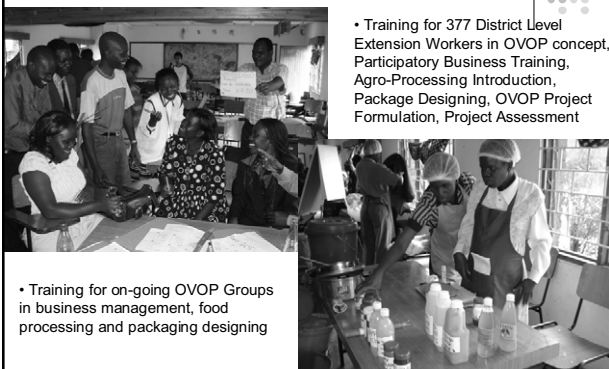 • Training for 377 District Level
Extension Workers in OVOP concept,
Participatory Business Training,
Agro-Processing Introduction,
Package Designing, OVOP Project
Formulation, Project Assessment
• Training for on-going OVOP Groups
in business management, food
processing and packaging designing